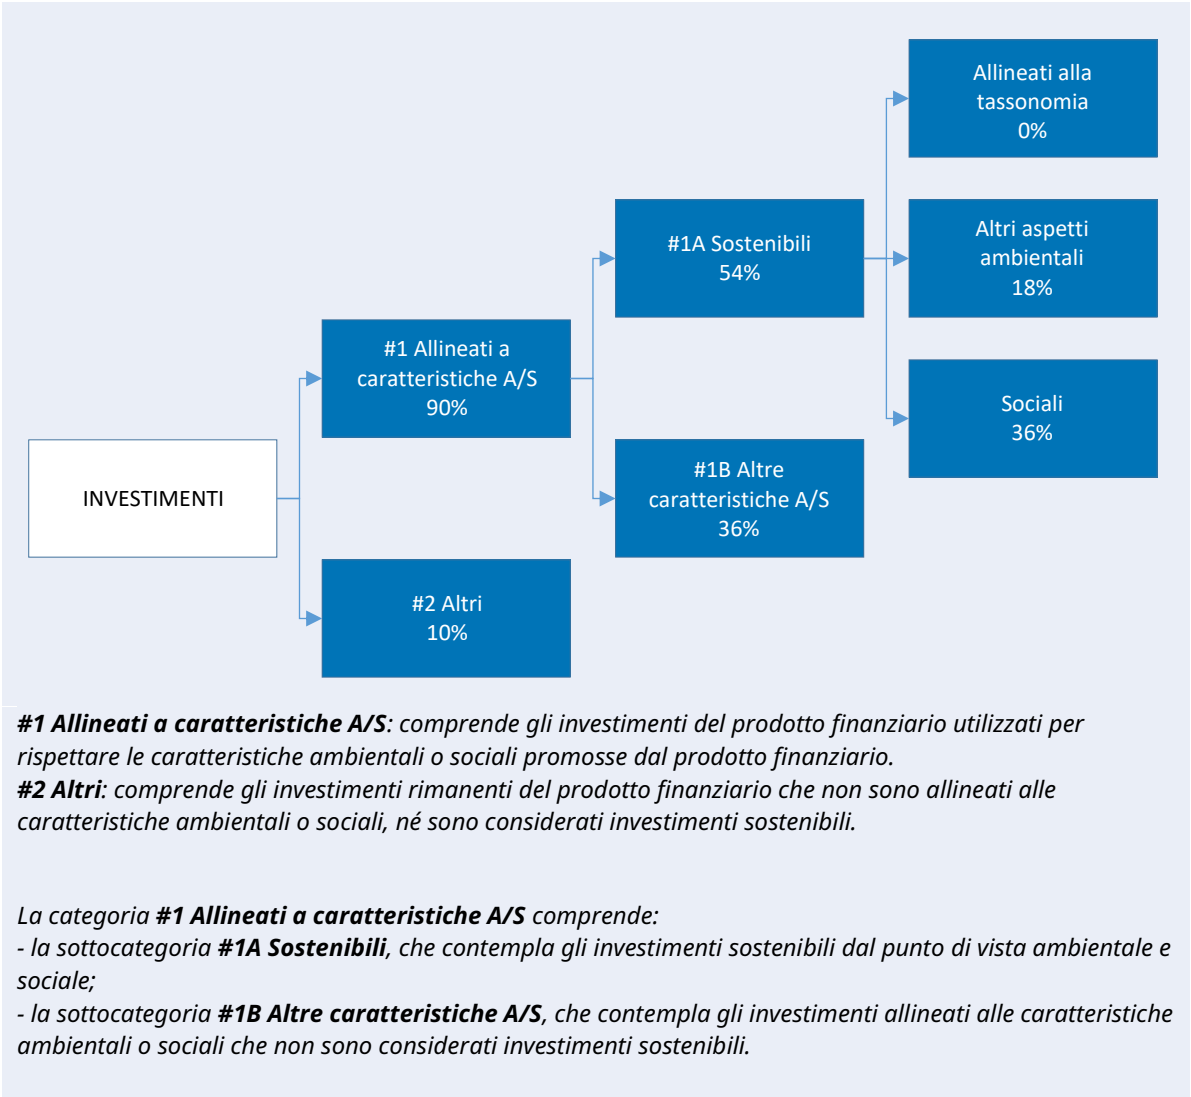 Allineati alla
tassonomia
0%
Altri aspetti
ambientali
18%
Sociali
36%
#1A Sostenibili
54%
#1B Altre
caratteristiche A/S
36%
#1 Allineati a
caratteristiche A/S
90%
INVESTIMENTI
#2 Altri
10%
#1 Allineati a caratteristiche A/S: comprende gli investimenti del prodotto finanziario utilizzati per
rispettare le caratteristiche ambientali o sociali promosse dal prodotto finanziario.
#2 Altri: comprende gli investimenti rimanenti del prodotto finanziario che non sono allineati alle
caratteristiche ambientali o sociali, né sono considerati investimenti sostenibili.
La categoria #1 Allineati a caratteristiche A/S comprende:
- la sottocategoria #1A Sostenibili, che contempla gli investimenti sostenibili dal punto di vista ambientale e
sociale;
- la sottocategoria #1B Altre caratteristiche A/S, che contempla gli investimenti allineati alle caratteristiche
ambientali o sociali che non sono considerati investimenti sostenibili.